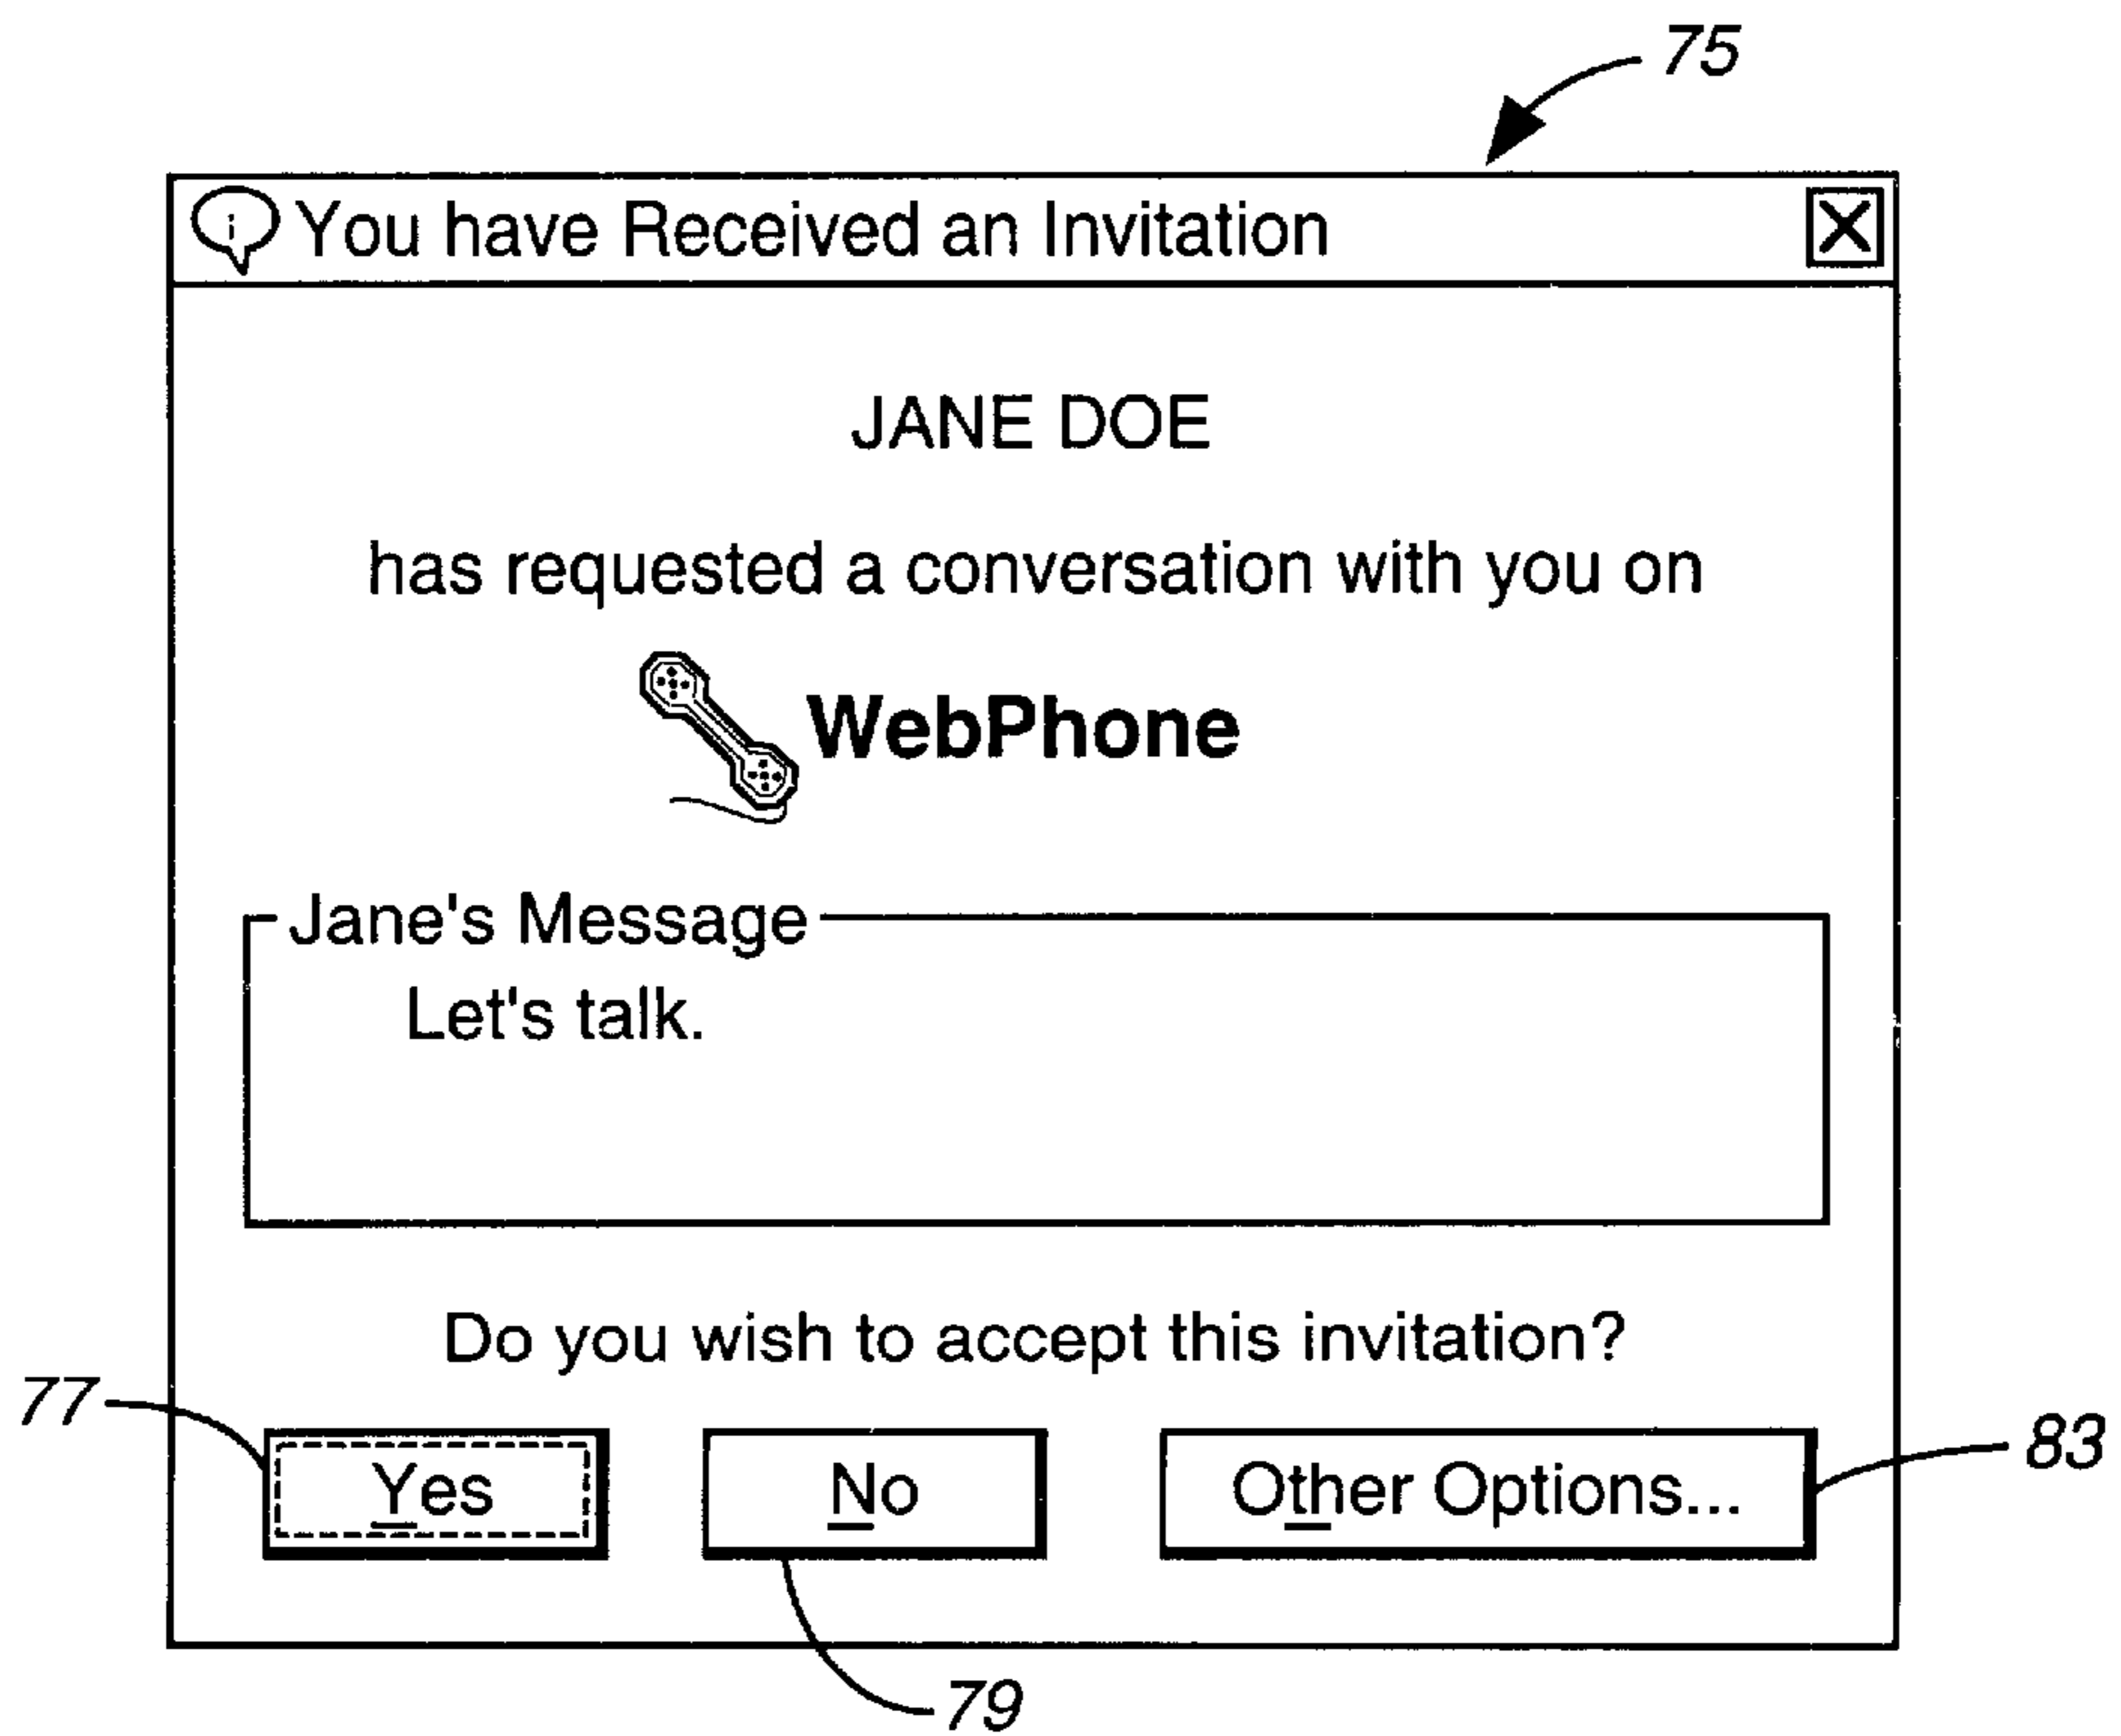 75
You have Received an Invitation
JANE DOE
has requested a conversation with you on
WebPhone
Jane's Message
Let's talk.
Do you wish to accept this invitation?
77
83
Yes
No
Other Options...
79